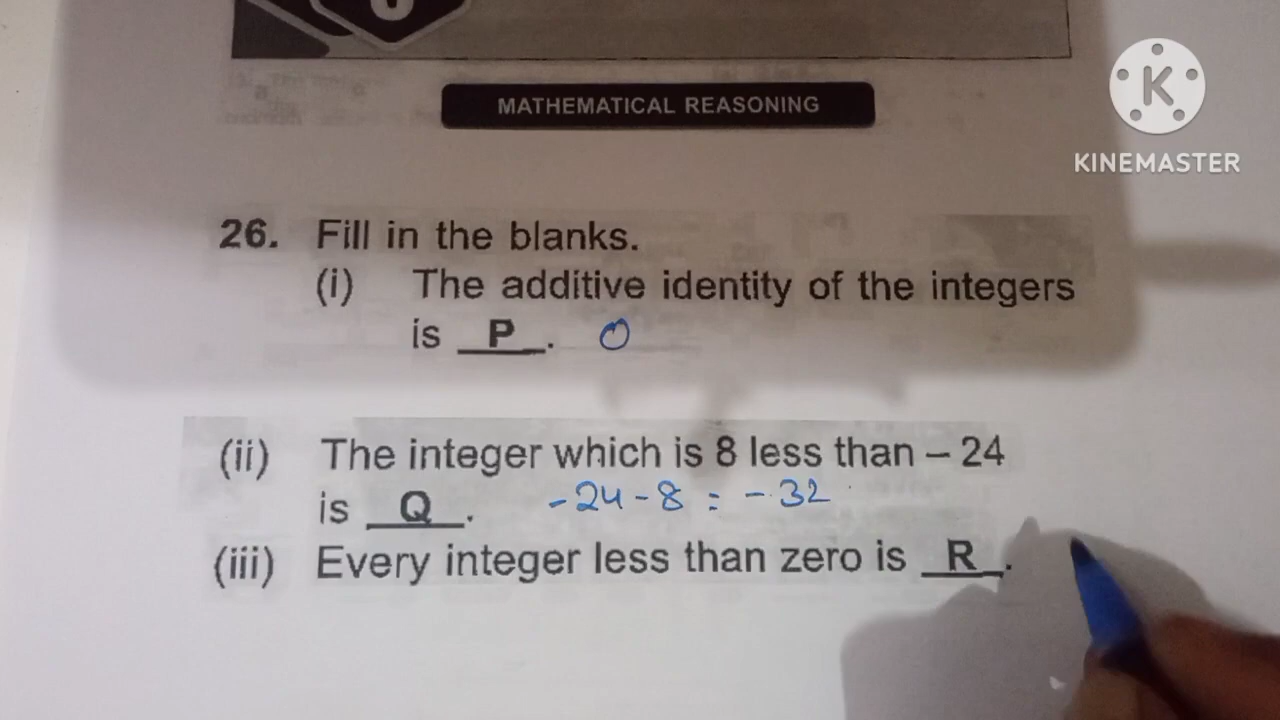 K
KINEMASTER
MATHEMATICAL REASONING
26. Fill in the blanks.
(i) The additive identity of the integers
is P. 0
(ii) The integer which is 8 less than – 24
is Q. -24-8 = -32
(iii) Every integer less than zero is R.